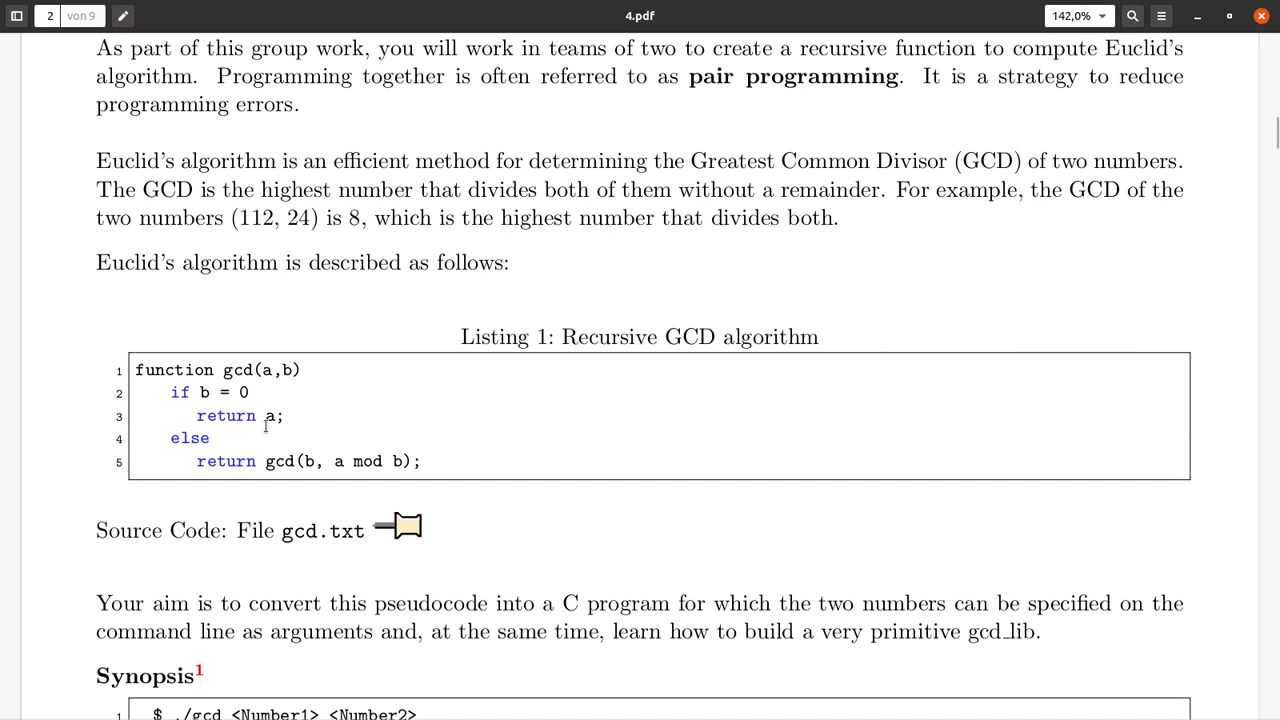 2 von 9 4.pdf 142,0%
As part of this group work, you will work in teams of two to create a recursive function to compute Euclid's
algorithm. Programming together is often referred to as pair programming. It is a strategy to reduce
programming errors.
Euclid's algorithm is an efficient method for determining the Greatest Common Divisor (GCD) of two numbers.
The GCD is the highest number that divides both of them without a remainder. For example, the GCD of the
two numbers (112, 24) is 8, which is the highest number that divides both.
Euclid's algorithm is described as follows:
Listing 1: Recursive GCD algorithm
1 function gcd(a,b)
2 if b = 0
3 return a;
4 else
5 return gcd(b, a mod b);
Source Code: File gcd.txt
Your aim is to convert this pseudocode into a C program for which the two numbers can be specified on the
command line as arguments and, at the same time, learn how to build a very primitive gcd_lib.
Synopsis1
1 $ ./gcd <Number1> <Number2>